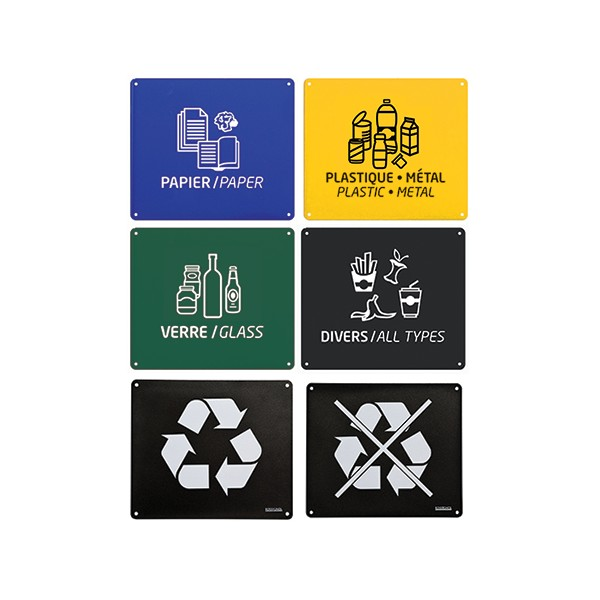 PAPIER/PAPER
PLASTIQUE • MÉTAL
PLASTIC • METAL
VERRE/GLASS
DIVERS/ALL TYPES